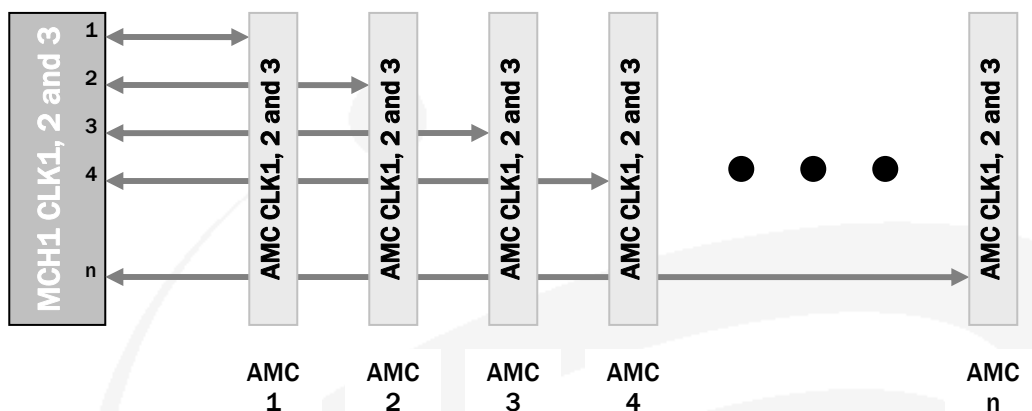 MCH1 CLK1, 2 and 3
1
2
3
4
n
AMC CLK1, 2 and 3
AMC CLK1, 2 and 3
AMC CLK1, 2 and 3
AMC CLK1, 2 and 3
AMC CLK1, 2 and 3
AMC
1
AMC
2
AMC
3
AMC
4
AMC
n